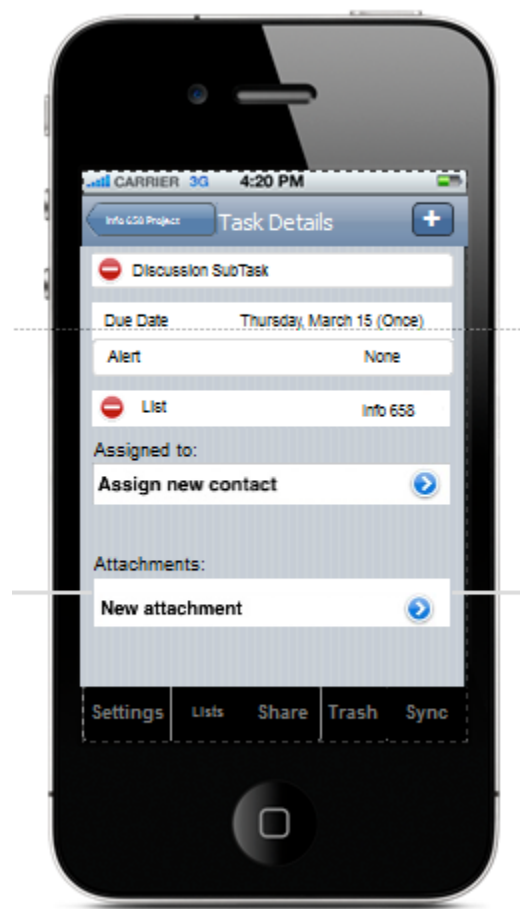 CARRIER 3G 4:20 PM
Info 658 Project Task Details +
Discussion SubTask
Due Date Thursday, March 15 (Once)
Alert None
List Info 658
Assigned to:
Assign new contact
Attachments:
New attachment
Settings Lists Share Trash Sync